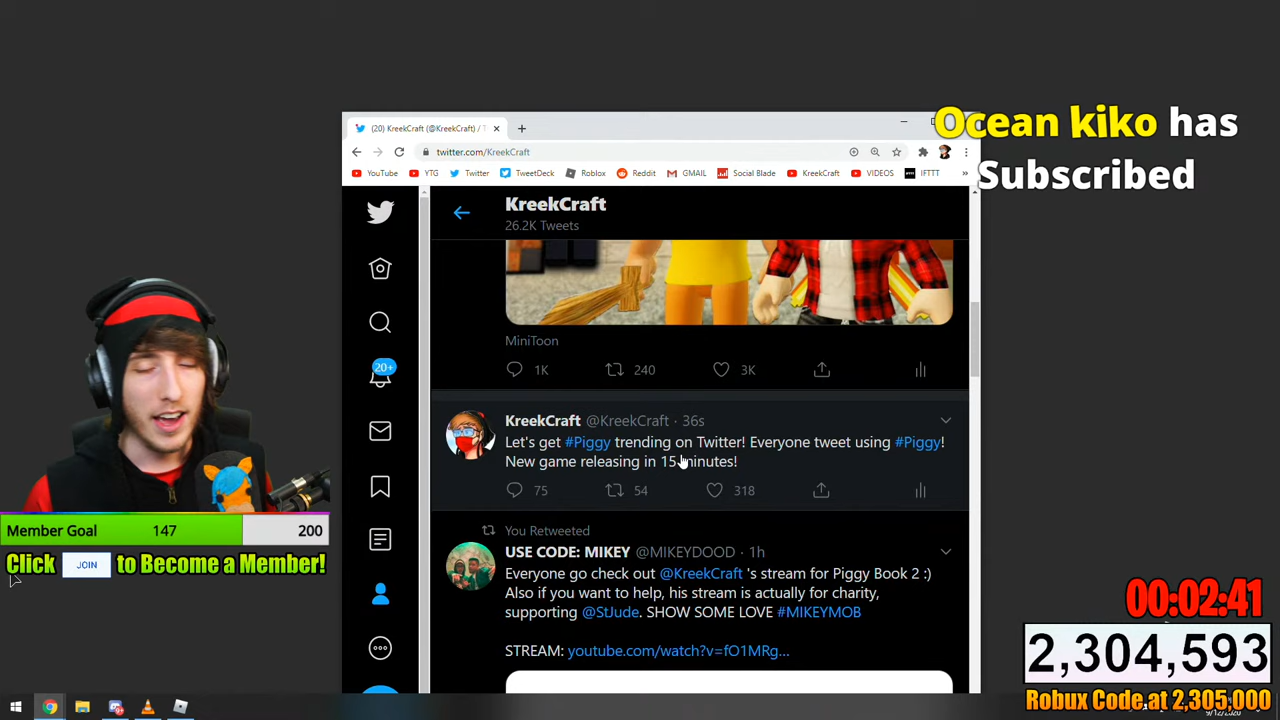 Ocean kiko has
Subscribed
(20) KreekCraft (@KreekCraft) / T
twitter.com/KreekCraft
YouTube YTG Twitter TweetDeck Roblox Reddit GMAIL Social Blade KreekCraft VIDEOS IFTTT »
KreekCraft
26.2K Tweets
MiniToon
1K 240 3K
20+
KreekCraft @KreekCraft · 36s
Let's get #Piggy trending on Twitter! Everyone tweet using #Piggy!
New game releasing in 15 minutes!
75 54 318
You Retweeted
USE CODE: MIKEY @MIKEYDOOD · 1h
Everyone go check out @KreekCraft 's stream for Piggy Book 2 :)
Also if you want to help, his stream is actually for charity,
supporting @StJude. SHOW SOME LOVE #MIKEYMOB
STREAM: youtube.com/watch?v=fO1MRg...
Member Goal 147 200
Click JOIN to Become a Member!
00:02:41
2,304,593
Robux Code at 2,305,000
9/12/2020